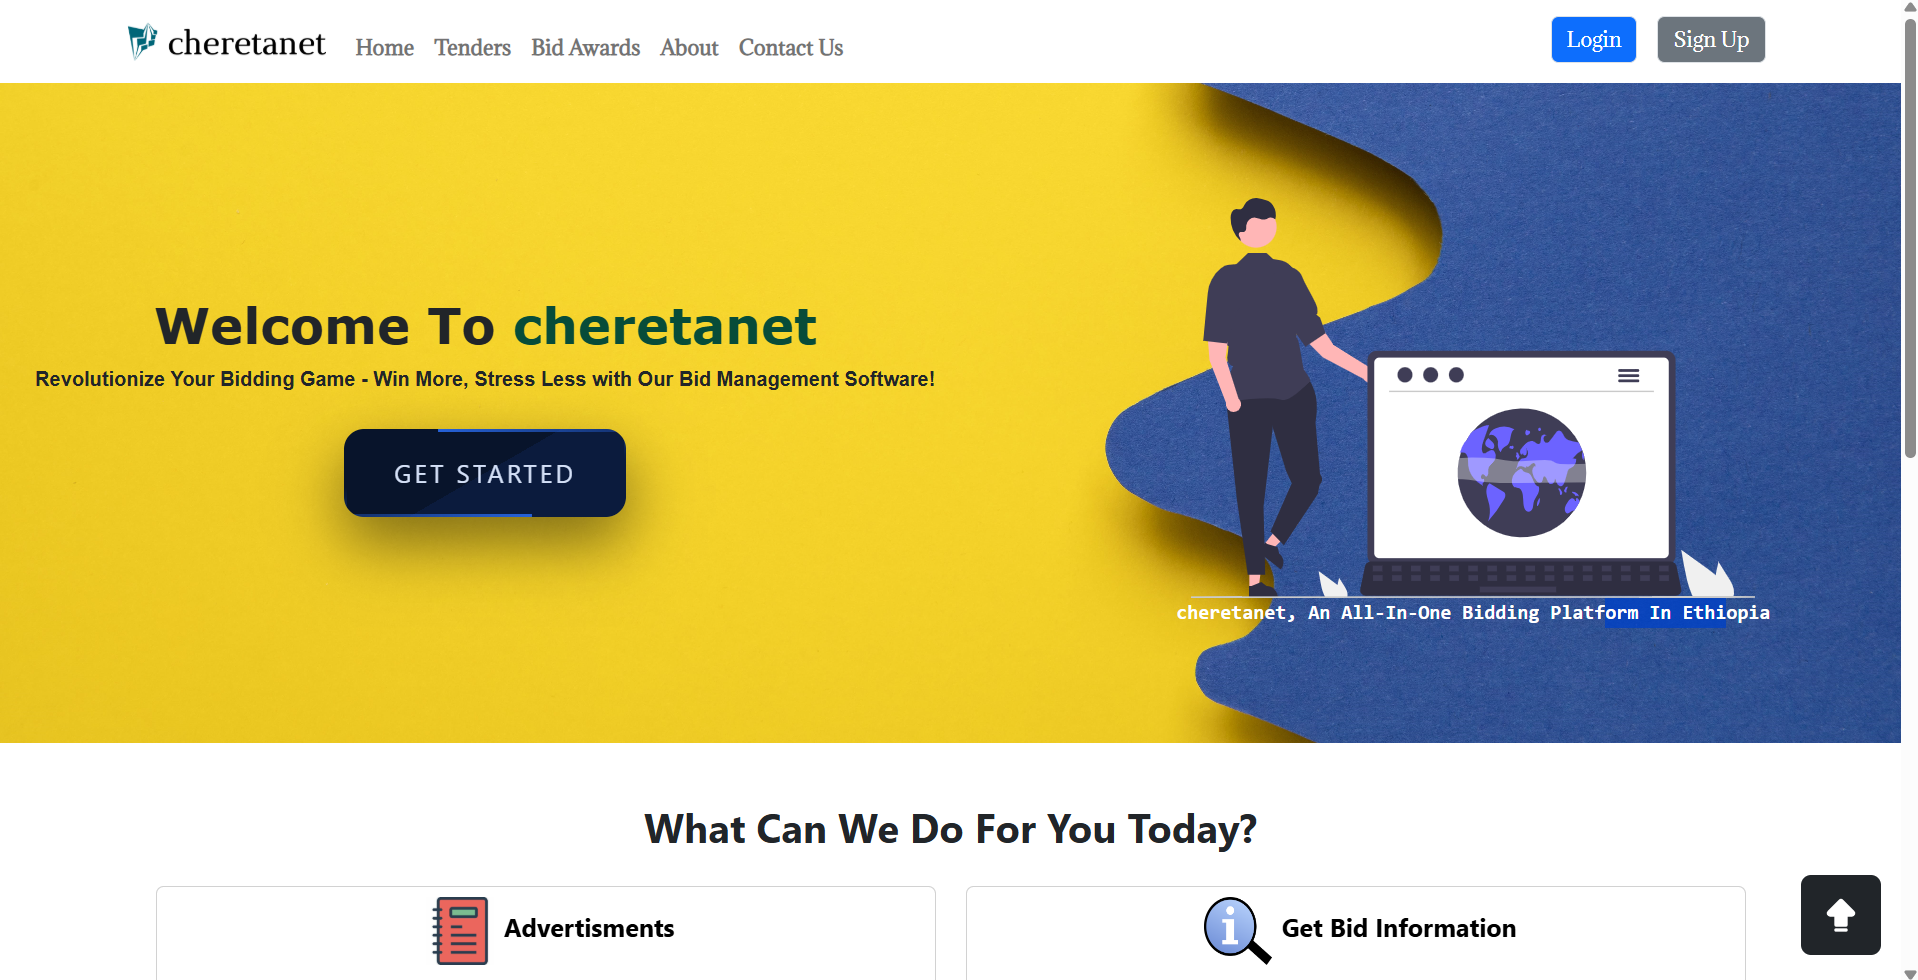 cheretanet Home Tenders Bid Awards About Contact Us Login Sign Up
Welcome To cheretanet
Revolutionize Your Bidding Game - Win More, Stress Less with Our Bid Management Software!
GET STARTED
cheretanet, An All-In-One Bidding Platform In Ethiopia
What Can We Do For You Today?
Advertisments
Get Bid Information